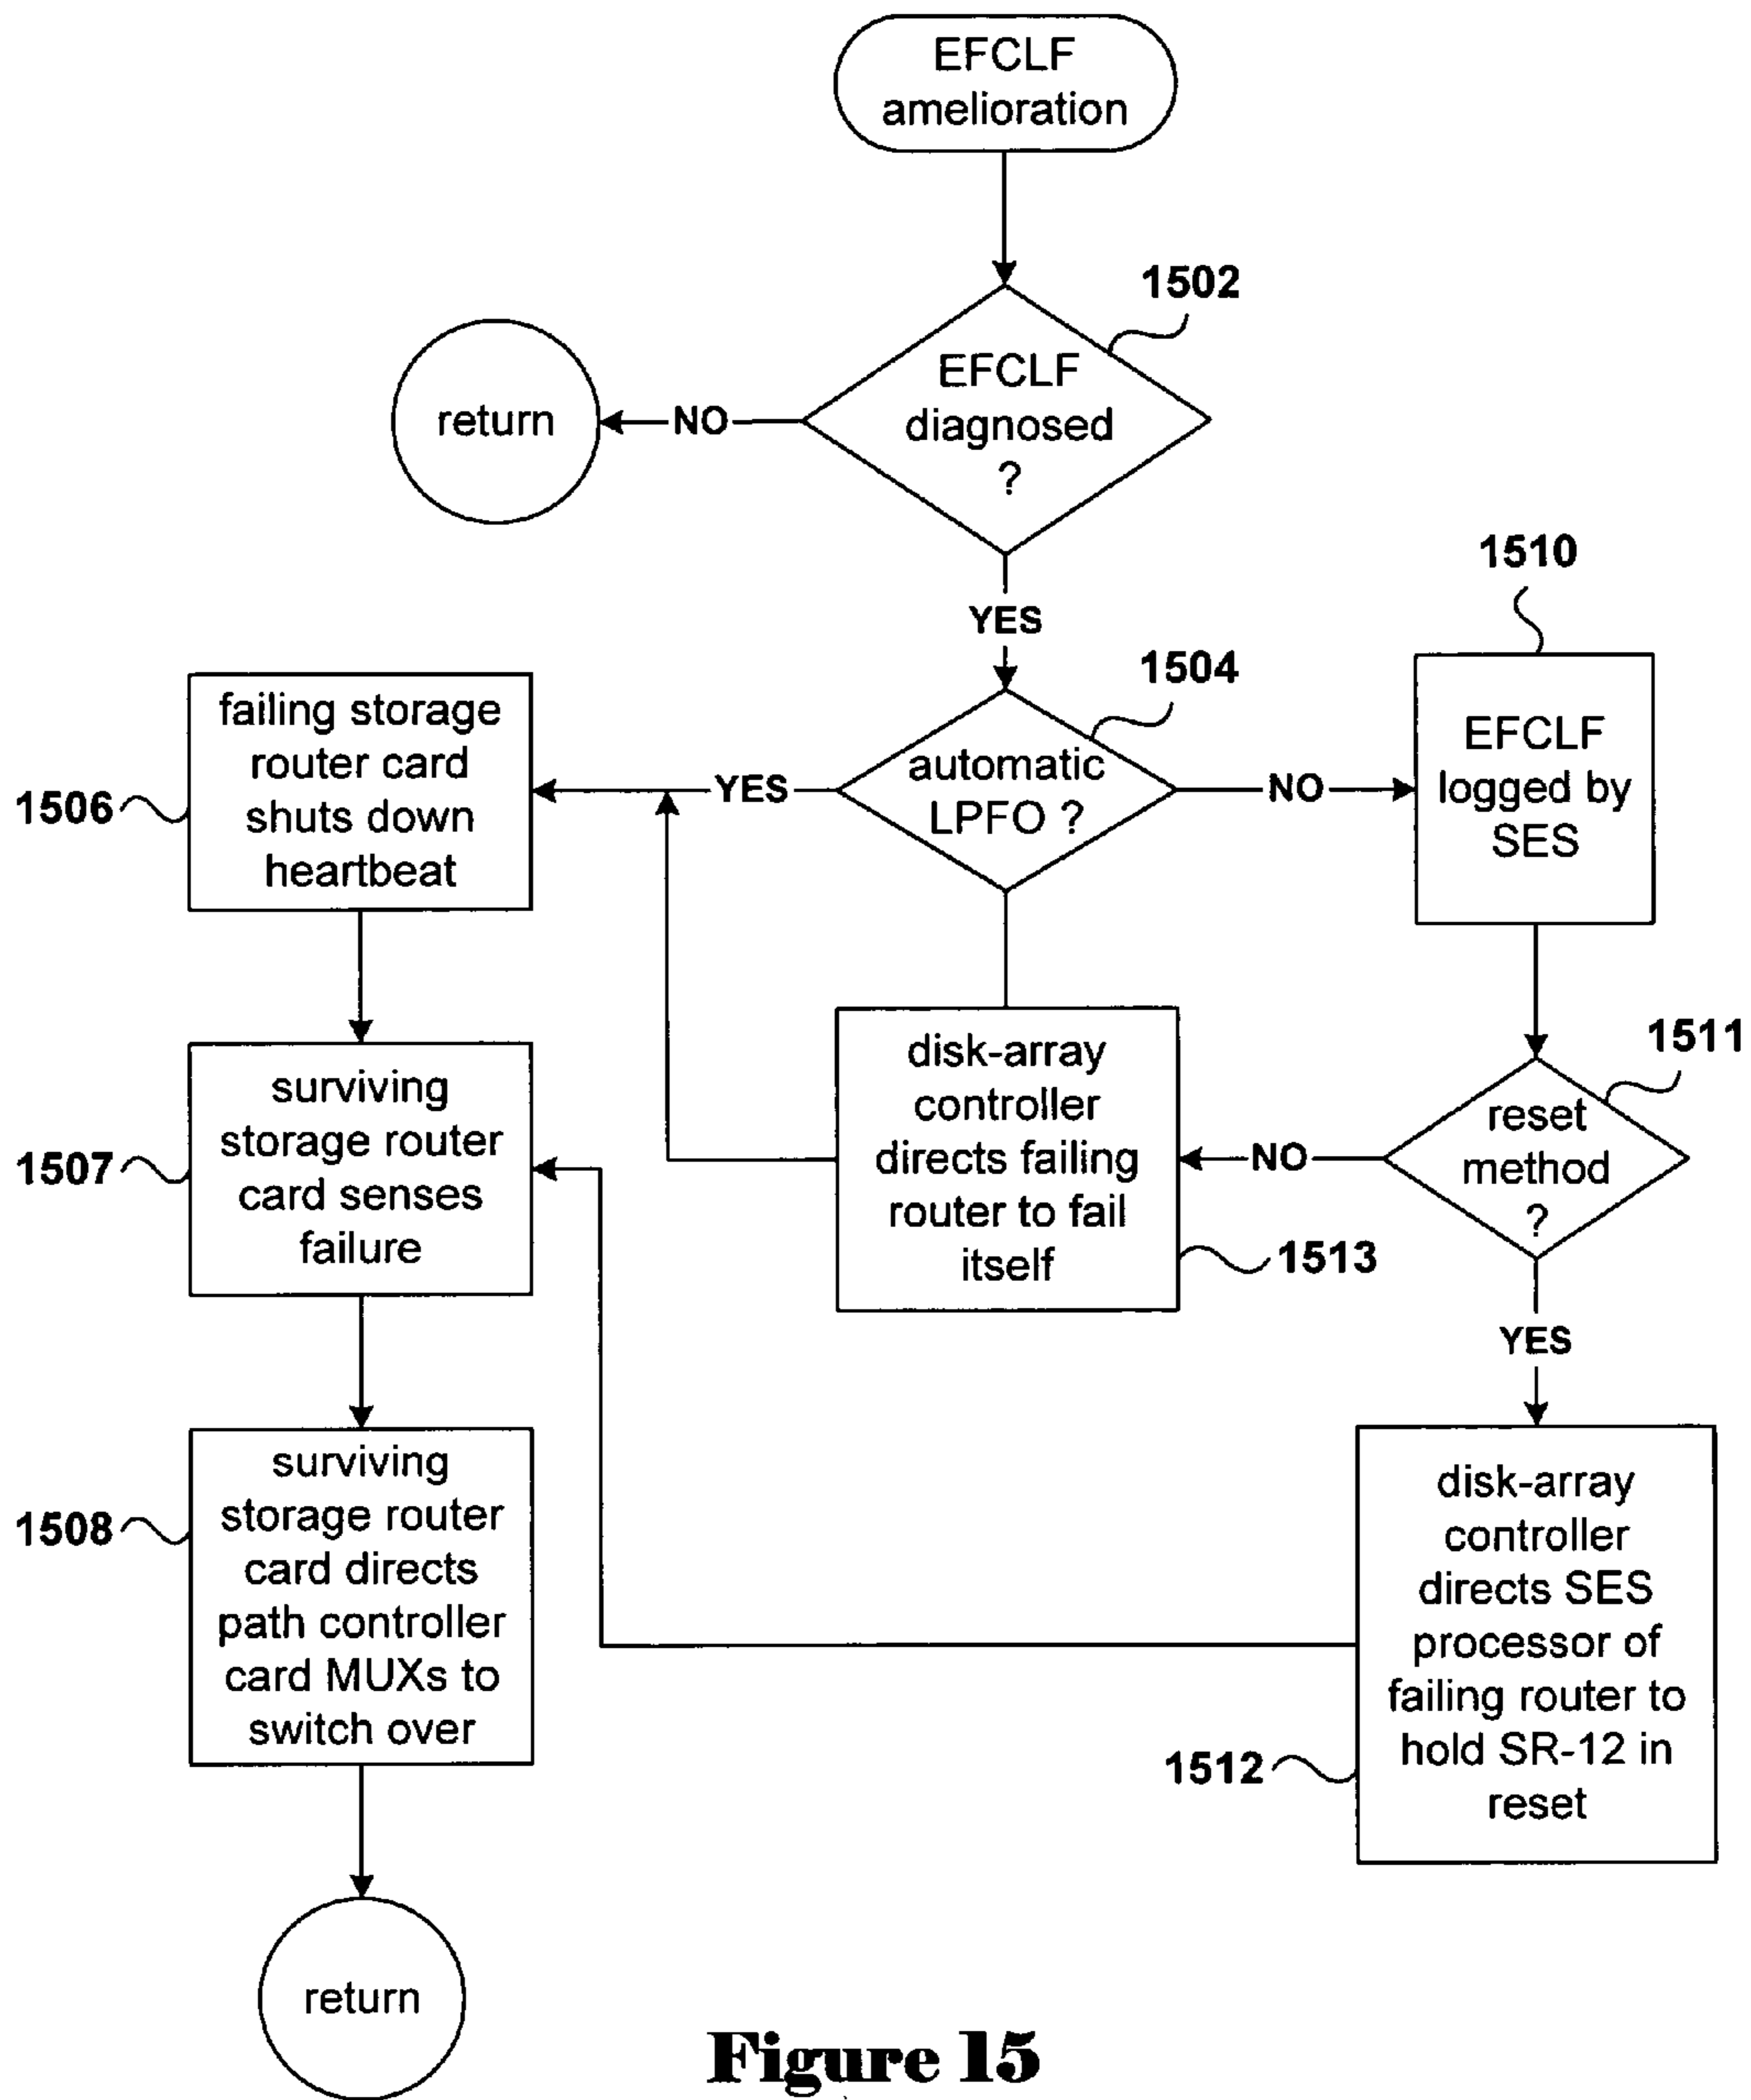 EFCLF
amelioration
1502
EFCLF
diagnosed
?
NO
return
YES
1504
automatic
LPFO ?
YES
NO
1510
EFCLF
logged by
SES
1506
failing storage
router card
shuts down
heartbeat
1511
reset
method
?
NO
YES
disk-array
controller
directs failing
router to fail
itself
1513
1507
surviving
storage router
card senses
failure
1508
surviving
storage router
card directs
path controller
card MUXs to
switch over
disk-array
controller
directs SES
processor of
failing router to
hold SR-12 in
reset
1512
return
Figure 15